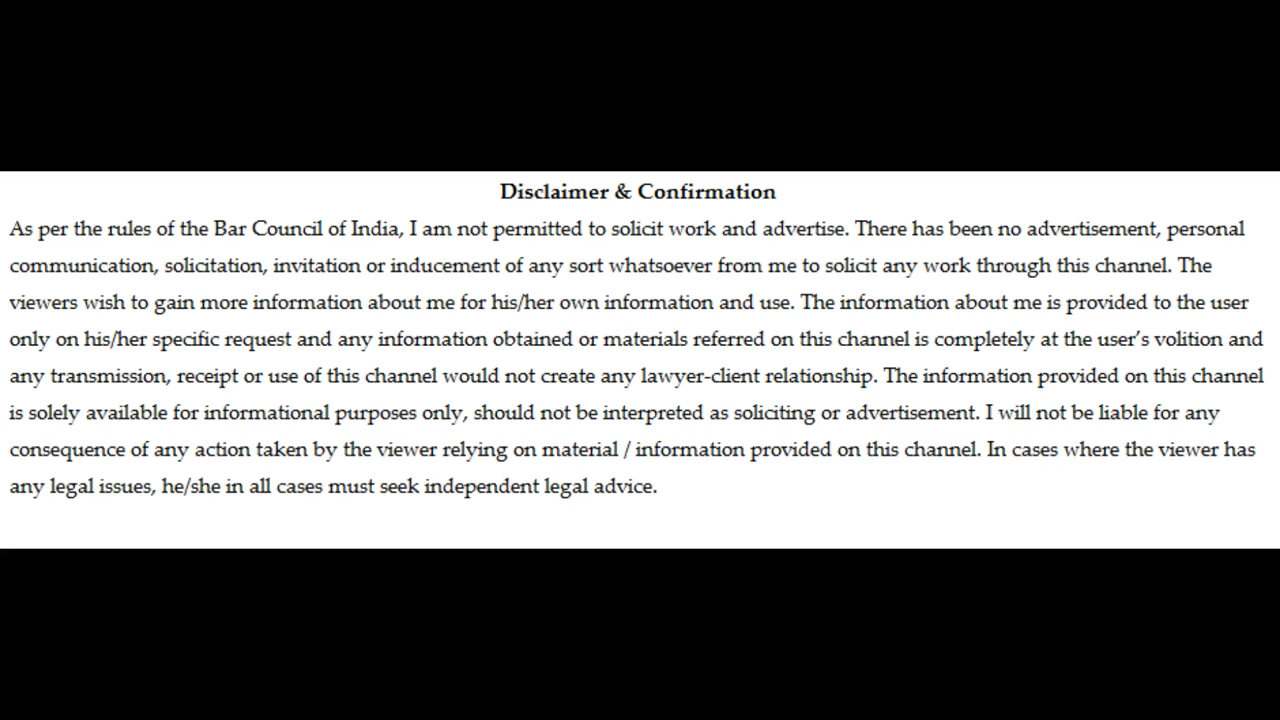 Disclaimer & Confirmation
As per the rules of the Bar Council of India, I am not permitted to solicit work and advertise. There has been no advertisement, personal
communication, solicitation, invitation or inducement of any sort whatsoever from me to solicit any work through this channel. The
viewers wish to gain more information about me for his/her own information and use. The information about me is provided to the user
only on his/her specific request and any information obtained or materials referred on this channel is completely at the user’s volition and
any transmission, receipt or use of this channel would not create any lawyer-client relationship. The information provided on this channel
is solely available for informational purposes only, should not be interpreted as soliciting or advertisement. I will not be liable for any
consequence of any action taken by the viewer relying on material / information provided on this channel. In cases where the viewer has
any legal issues, he/she in all cases must seek independent legal advice.